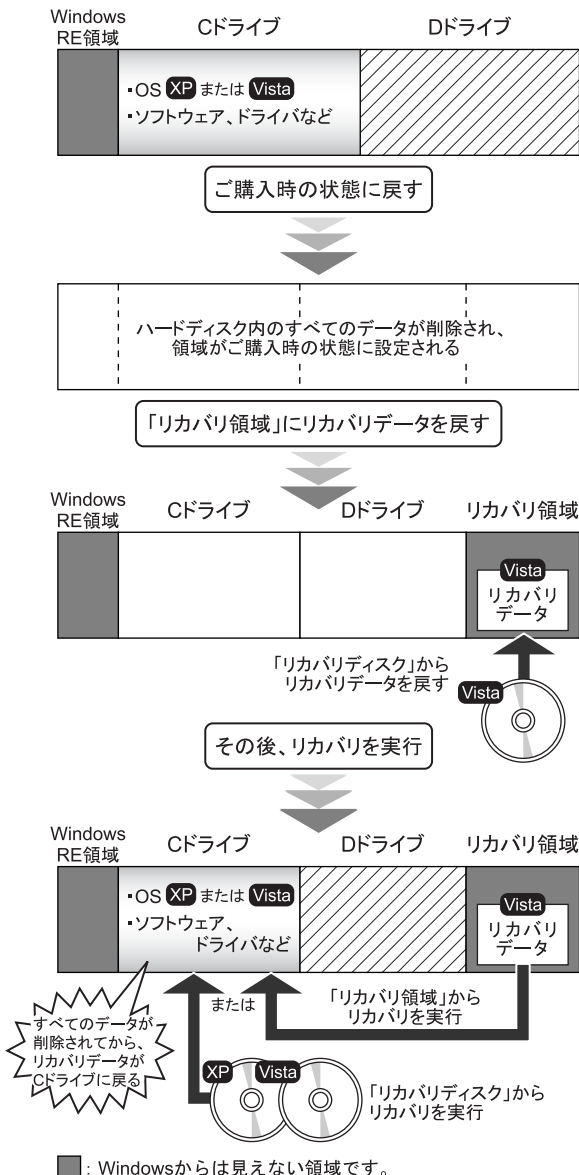 Windows
RE領域
Cドライブ
Dドライブ
▪OS XP または Vista
▪ソフトウェア、ドライバなど
ご購入時の状態に戻す
ハードディスク内のすべてのデータが削除され、
領域がご購入時の状態に設定される
「リカバリ領域」にリカバリデータを戻す
Windows
RE領域
Cドライブ
Dドライブ
リカバリ領域
Vista
リカバリ
データ
「リカバリディスク」から
リカバリデータを戻す
Vista
その後、リカバリを実行
Windows
RE領域
Cドライブ
Dドライブ
リカバリ領域
▪OS XP または Vista
▪ソフトウェア、
ドライバなど
Vista
リカバリ
データ
または
「リカバリ領域」から
リカバリを実行
すべてのデータが
削除されてから、
リカバリデータが
Cドライブに戻る
XP
Vista
「リカバリディスク」から
リカバリを実行
: Windowsからは見えない領域です。